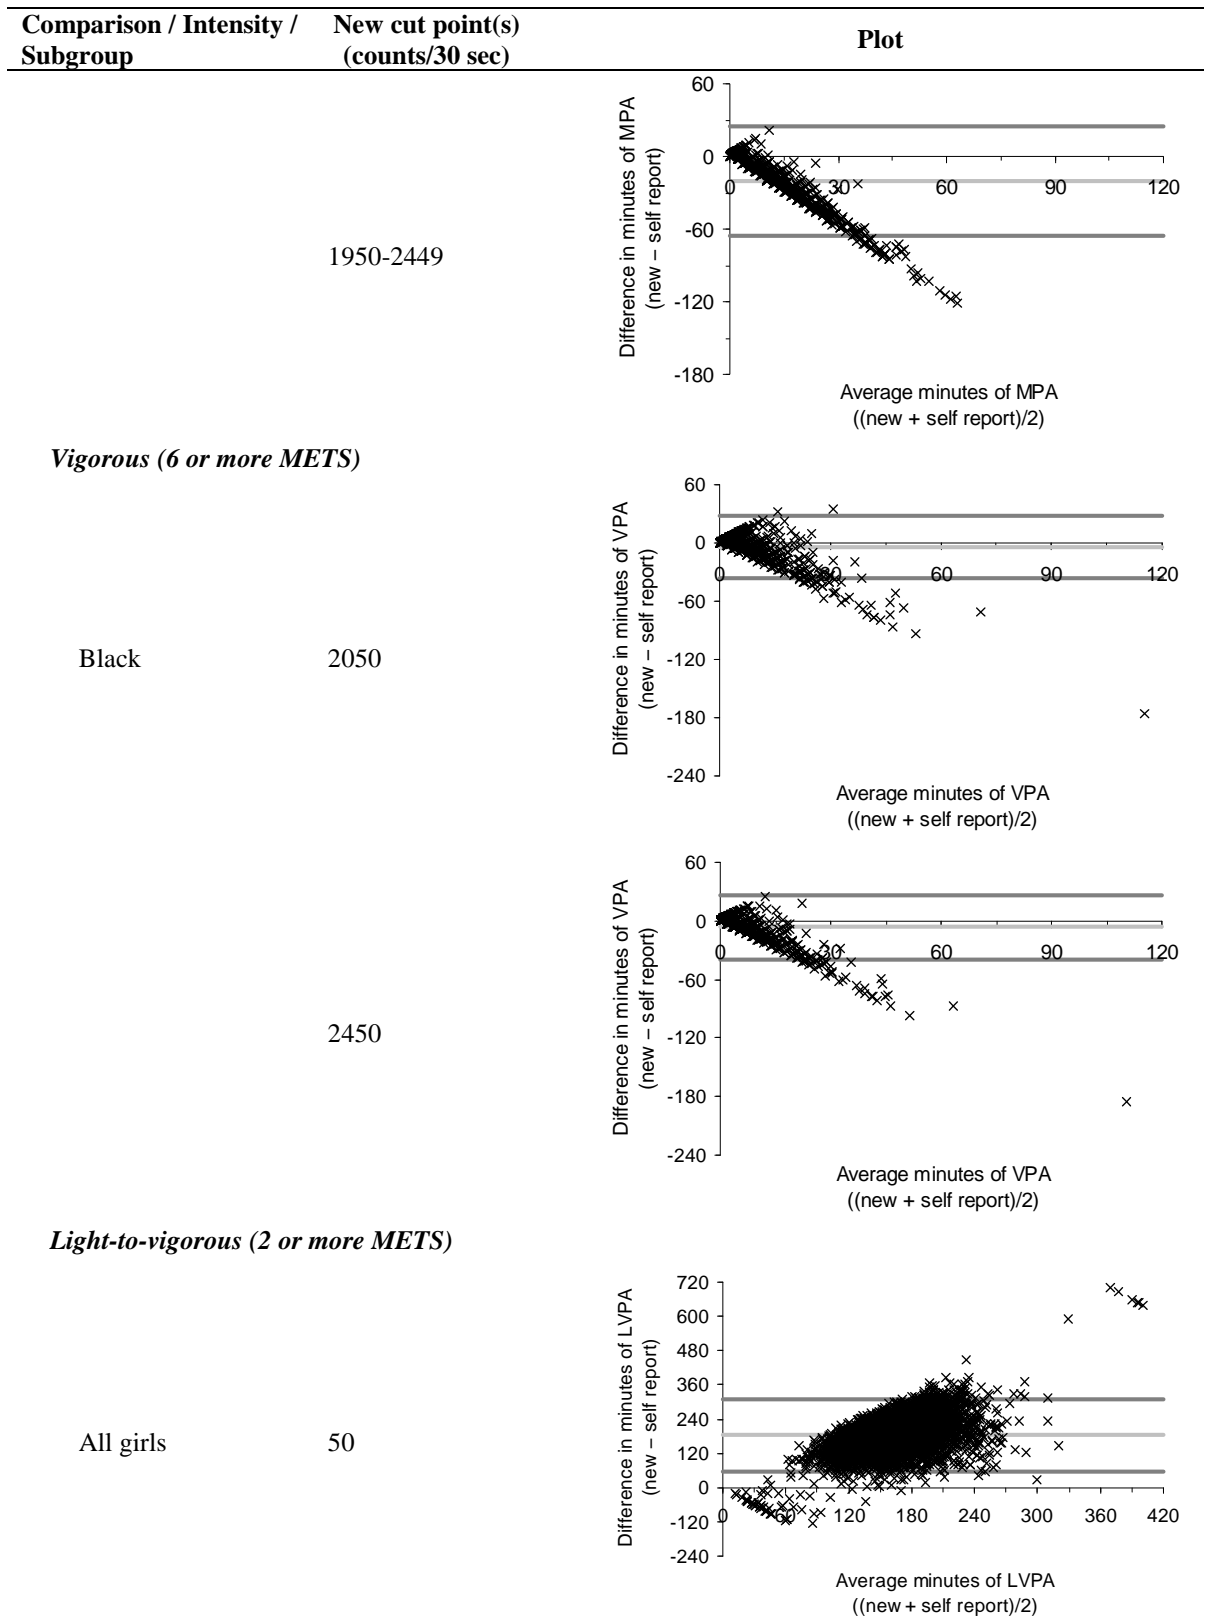 Comparison / Intensity / Subgroup
New cut point(s) (counts/30 sec)
Plot
1950-2449
Difference in minutes of MPA
(new – self report)
60
0
-60
-120
-180
0 30 60 90 120
Average minutes of MPA
((new + self report)/2)
Vigorous (6 or more METS)
Black
2050
Difference in minutes of VPA
(new – self report)
60
0
-60
-120
-180
-240
0 30 60 90 120
Average minutes of VPA
((new + self report)/2)
2450
Difference in minutes of VPA
(new – self report)
60
0
-60
-120
-180
-240
0 30 60 90 120
Average minutes of VPA
((new + self report)/2)
Light-to-vigorous (2 or more METS)
All girls
50
Difference in minutes of LVPA
(new – self report)
720
600
480
360
240
120
0
-120
-240
0 60 120 180 240 300 360 420
Average minutes of LVPA
((new + self report)/2)